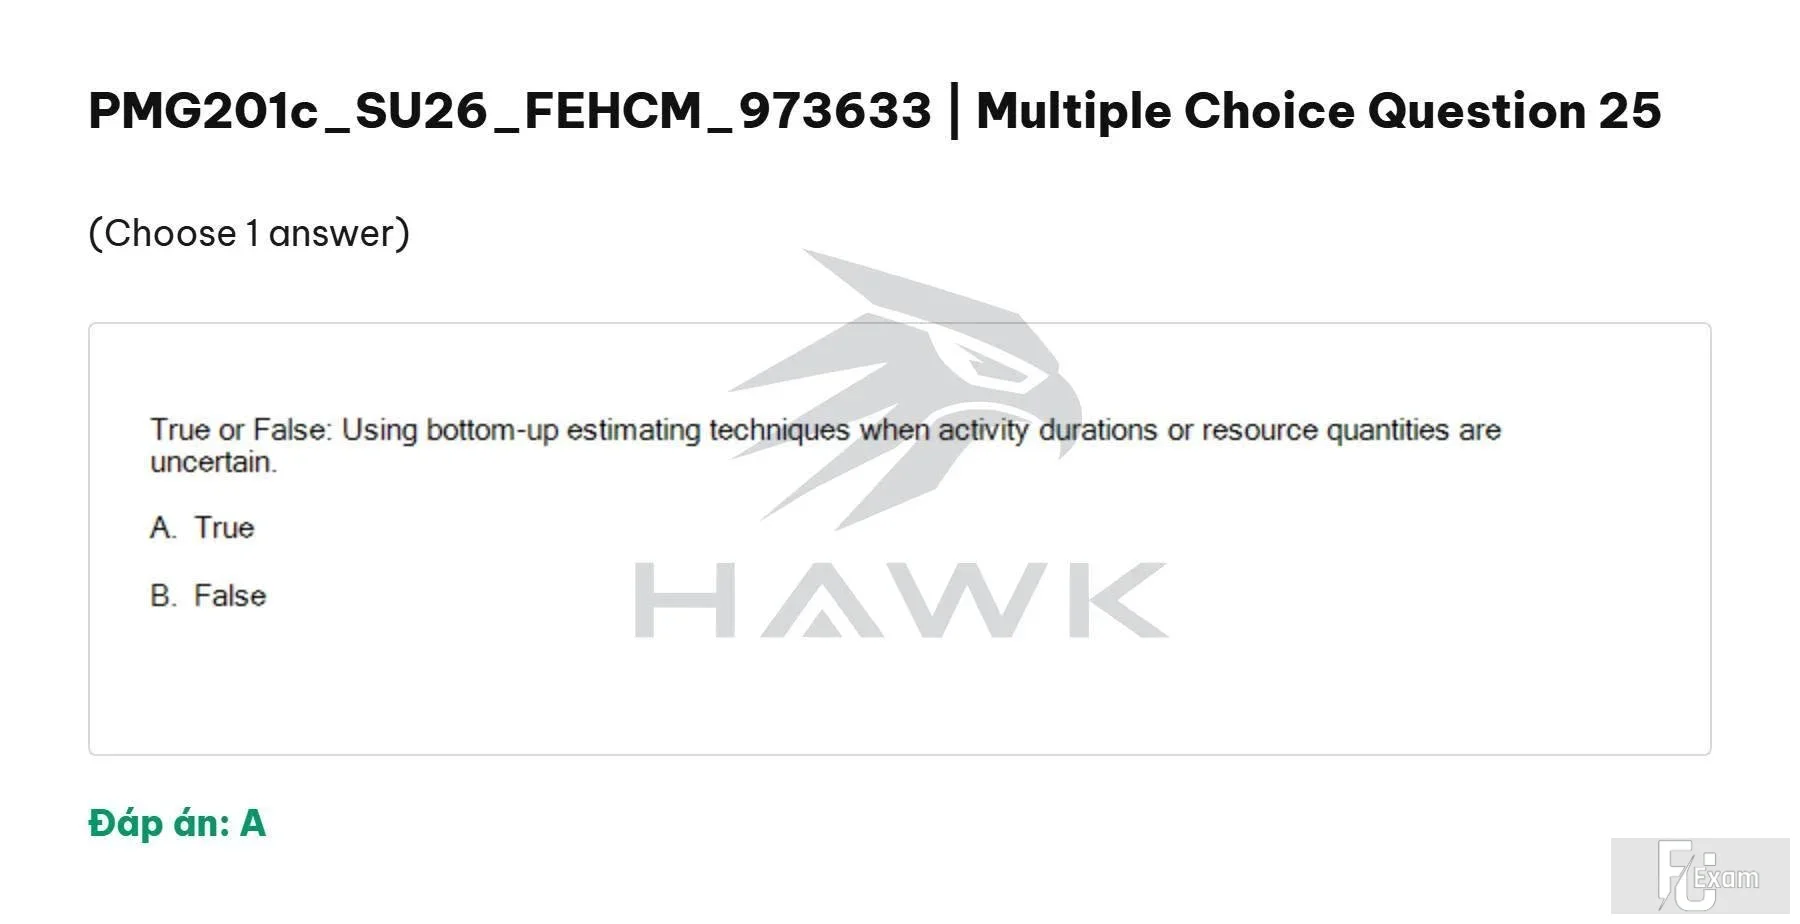 PMG201c_SU26_FEHCM_973633 | Multiple Choice Question 25
(Choose 1 answer)
True or False: Using bottom-up estimating techniques when activity durations or resource quantities are
uncertain.
A. True
B. False
HAWK
Đáp án: A
FU Exam